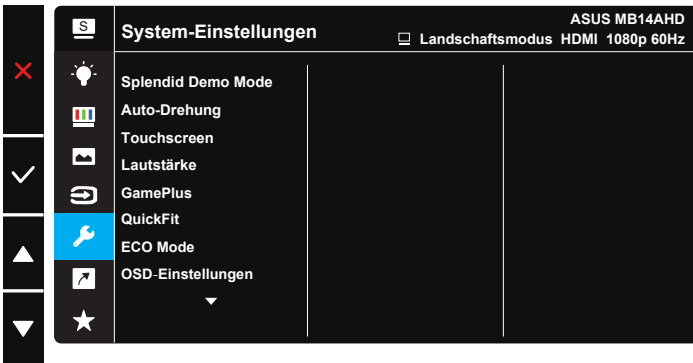 S
System-Einstellungen
ASUS MB14AHD
Landschaftsmodus HDMI 1080p 60Hz
Splendid Demo Mode
Auto-Drehung
Touchscreen
Lautstärke
GamePlus
QuickFit
ECO Mode
OSD-Einstellungen